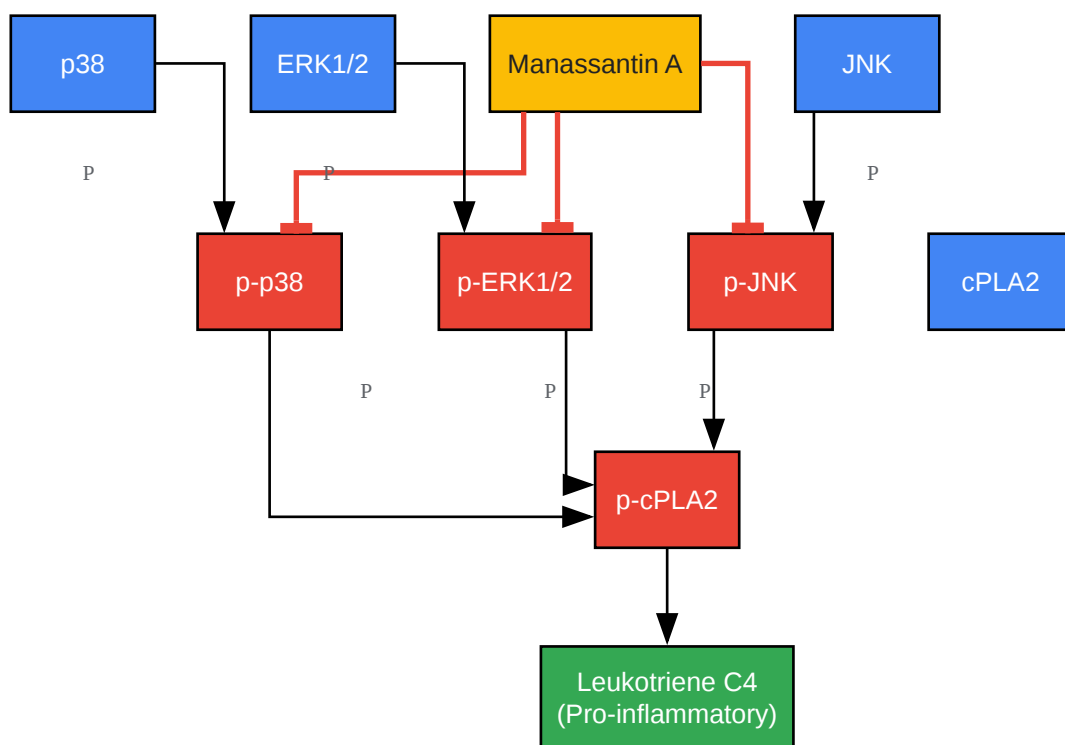 p38
ERK1/2
Manassantin A
JNK
P
P
P
p-p38
p-ERK1/2
p-JNK
cPLA2
P
P
P
p-cPLA2
Leukotriene C4
(Pro-inflammatory)